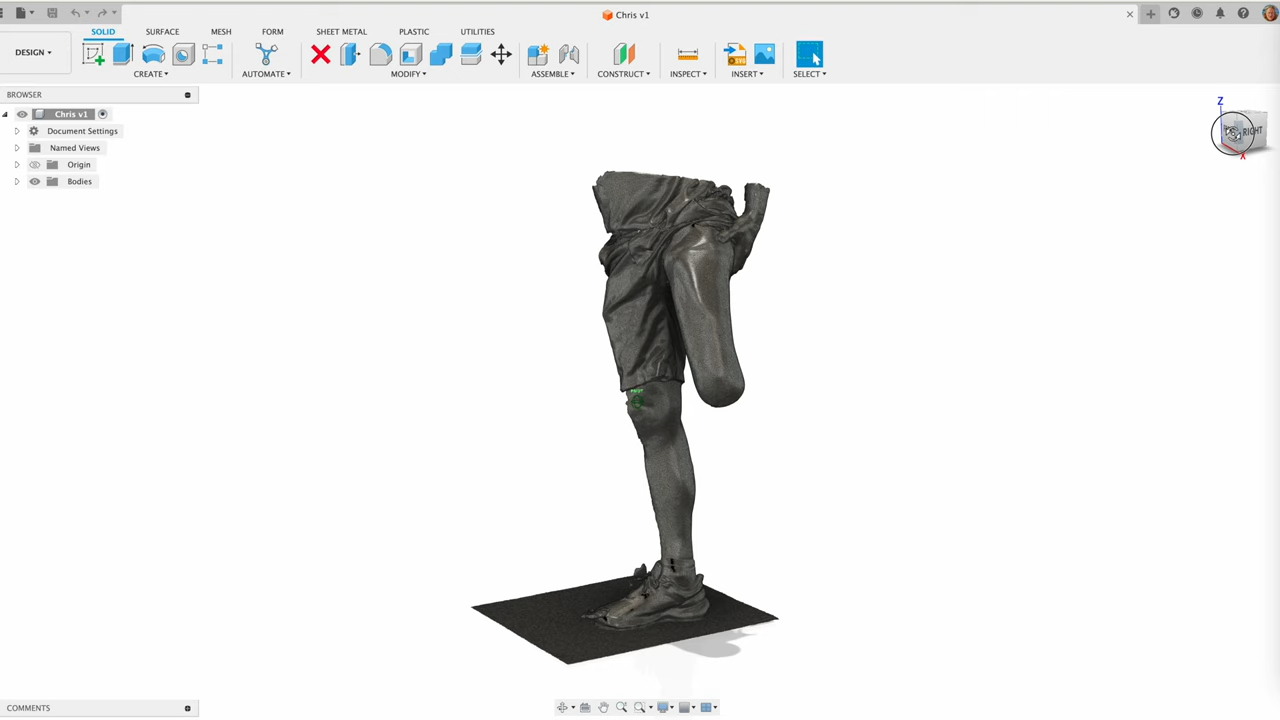 Chris v1
SOLID SURFACE MESH FORM SHEET METAL PLASTIC UTILITIES
DESIGN
CREATE AUTOMATE MODIFY ASSEMBLE CONSTRUCT INSPECT INSERT SELECT
BROWSER
Chris v1
Document Settings
Named Views
Origin
Bodies
Z
RIGHT
X
COMMENTS